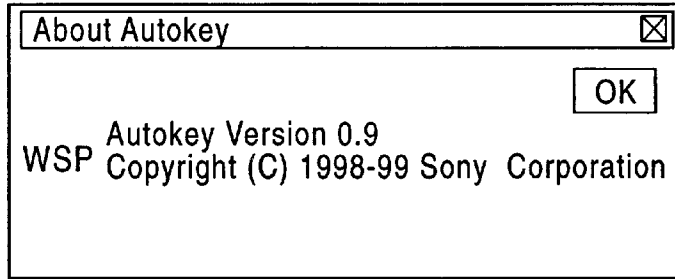 About Autokey
OK
WSP
Autokey Version 0.9
Copyright (C) 1998-99 Sony Corporation